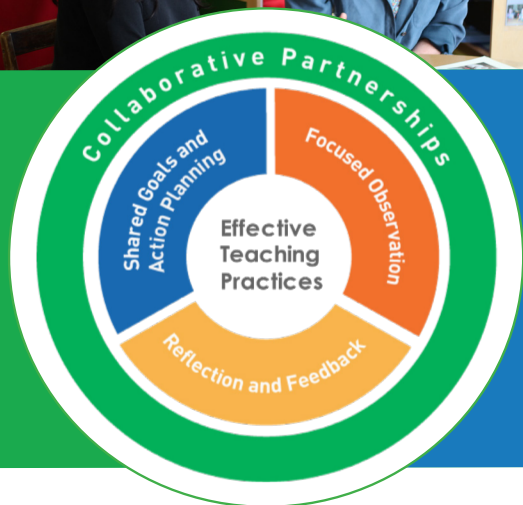 Collaborative Partnerships
Shared Goals and
Action Planning
Focused Observation
Effective
Teaching
Practices
Reflection and Feedback